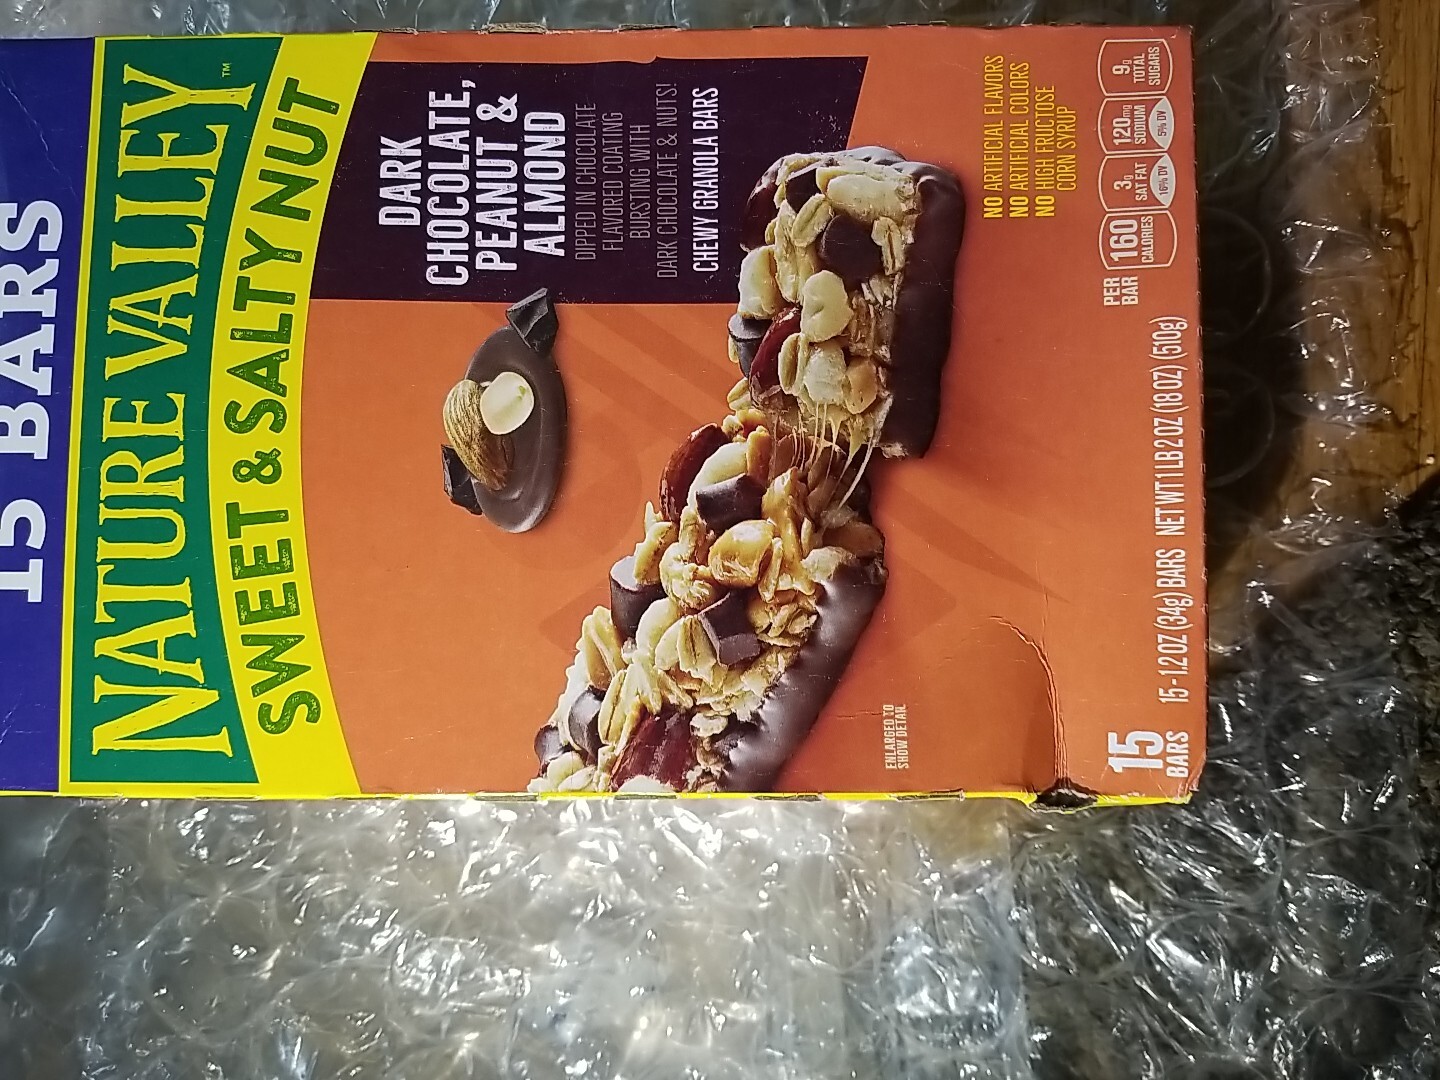 15 BARS
NATURE VALLEY™
SWEET & SALTY NUT
DARK
CHOCOLATE,
PEANUT &
ALMOND
DIPPED IN CHOCOLATE
FLAVORED COATING
BURSTING WITH
DARK CHOCOLATE & NUTS!
CHEWY GRANOLA BARS
NO ARTIFICIAL FLAVORS
NO ARTIFICIAL COLORS
NO HIGH FRUCTOSE
CORN SYRUP
ENLARGED TO
SHOW DETAIL
PER
BAR
160
CALORIES
3g
SAT FAT
16% DV
120mg
SODIUM
5% DV
9g
TOTAL
SUGARS
15
BARS
15-1.2 OZ (34g) BARS NET WT 1 LB 2 OZ (18 OZ) (510g)